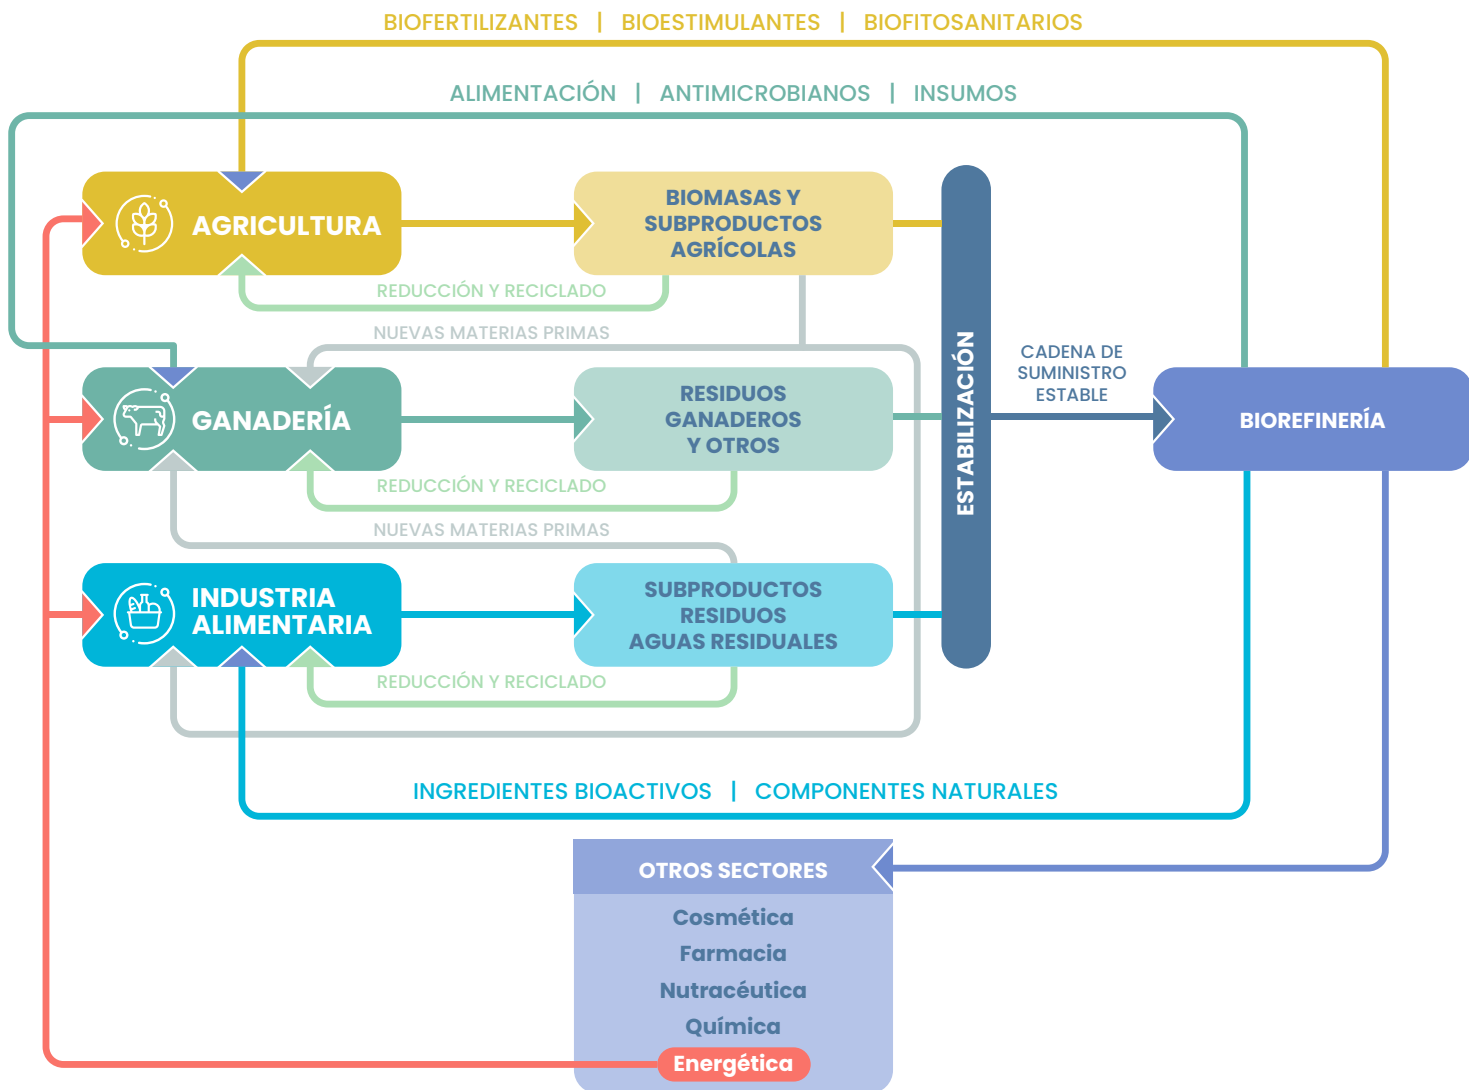 BIOFERTILIZANTES | BIOESTIMULANTES | BIOFITOSANITARIOS
ALIMENTACIÓN | ANTIMICROBIANOS | INSUMOS
AGRICULTURA
BIOMASAS Y
SUBPRODUCTOS
AGRÍCOLAS
REDUCCIÓN Y RECICLADO
NUEVAS MATERIAS PRIMAS
GANADERÍA
RESIDUOS
GANADEROS
Y OTROS
REDUCCIÓN Y RECICLADO
NUEVAS MATERIAS PRIMAS
INDUSTRIA
ALIMENTARIA
SUBPRODUCTOS
RESIDUOS
AGUAS RESIDUALES
REDUCCIÓN Y RECICLADO
ESTABILIZACIÓN
CADENA DE
SUMINISTRO
ESTABLE
BIOREFINERÍA
INGREDIENTES BIOACTIVOS | COMPONENTES NATURALES
OTROS SECTORES
Cosmética
Farmacia
Nutracéutica
Química
Energética